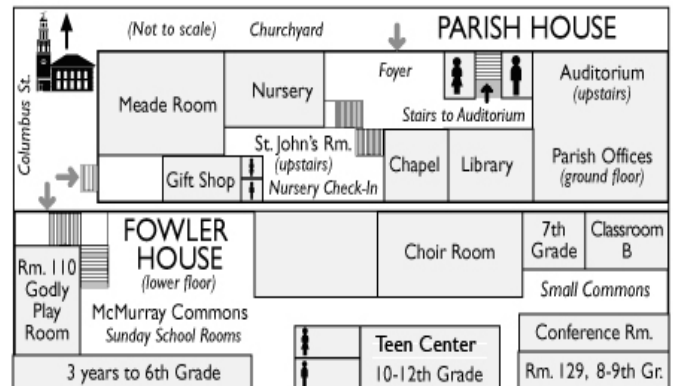 (Not to scale)
Churchyard
PARISH HOUSE
Columbus St.
Meade Room
Nursery
Foyer
Stairs to Auditorium
Auditorium
(upstairs)
Parish Offices
(ground floor)
St. John's Rm.
(upstairs)
Nursery Check-In
Gift Shop
Chapel
Library
FOWLER
HOUSE
(lower floor)
McMurray Commons
Sunday School Rooms
Rm. 110
Godly
Play
Room
3 years to 6th Grade
Choir Room
7th
Grade
Classroom
B
Small Commons
Conference Rm.
Rm. 129, 8-9th Gr.
Teen Center
10-12th Grade